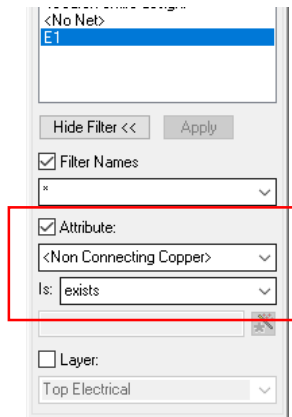 <No Net>
E1
Hide Filter <<
Apply
Filter Names
*
Attribute:
<Non Connecting Copper>
Is:
exists
Layer:
Top Electrical